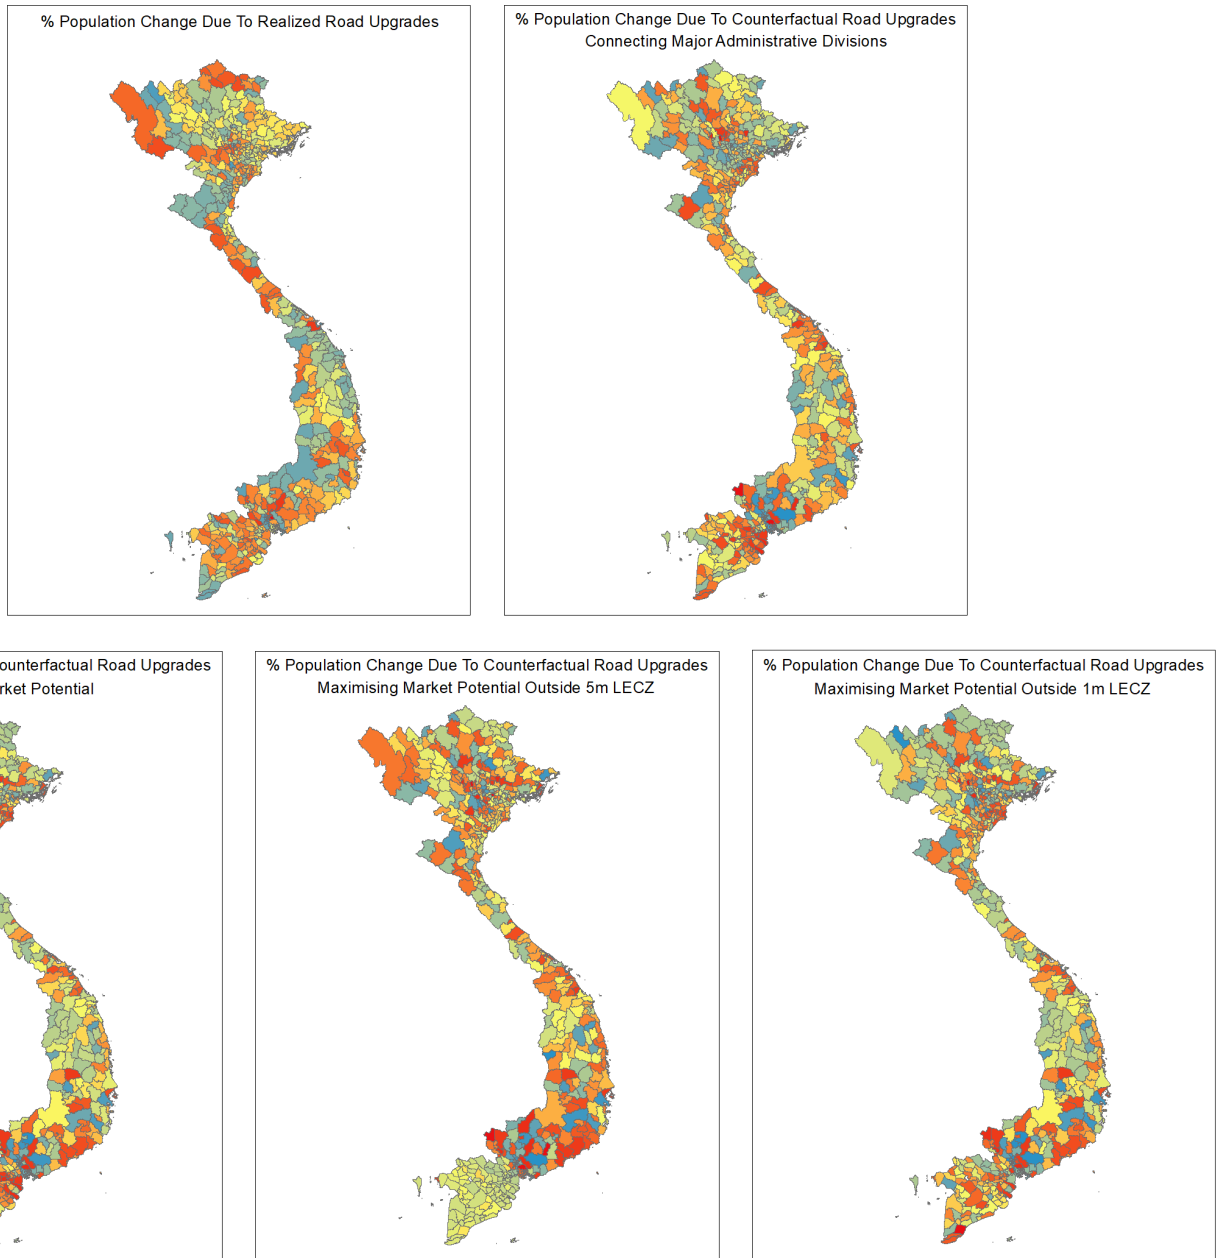 % Population Change Due To Realized Road Upgrades
% Population Change Due To Counterfactual Road Upgrades
Connecting Major Administrative Divisions
ounterfactual Road Upgrades
rket Potential
% Population Change Due To Counterfactual Road Upgrades
Maximising Market Potential Outside 5m LECZ
% Population Change Due To Counterfactual Road Upgrades
Maximising Market Potential Outside 1m LECZ